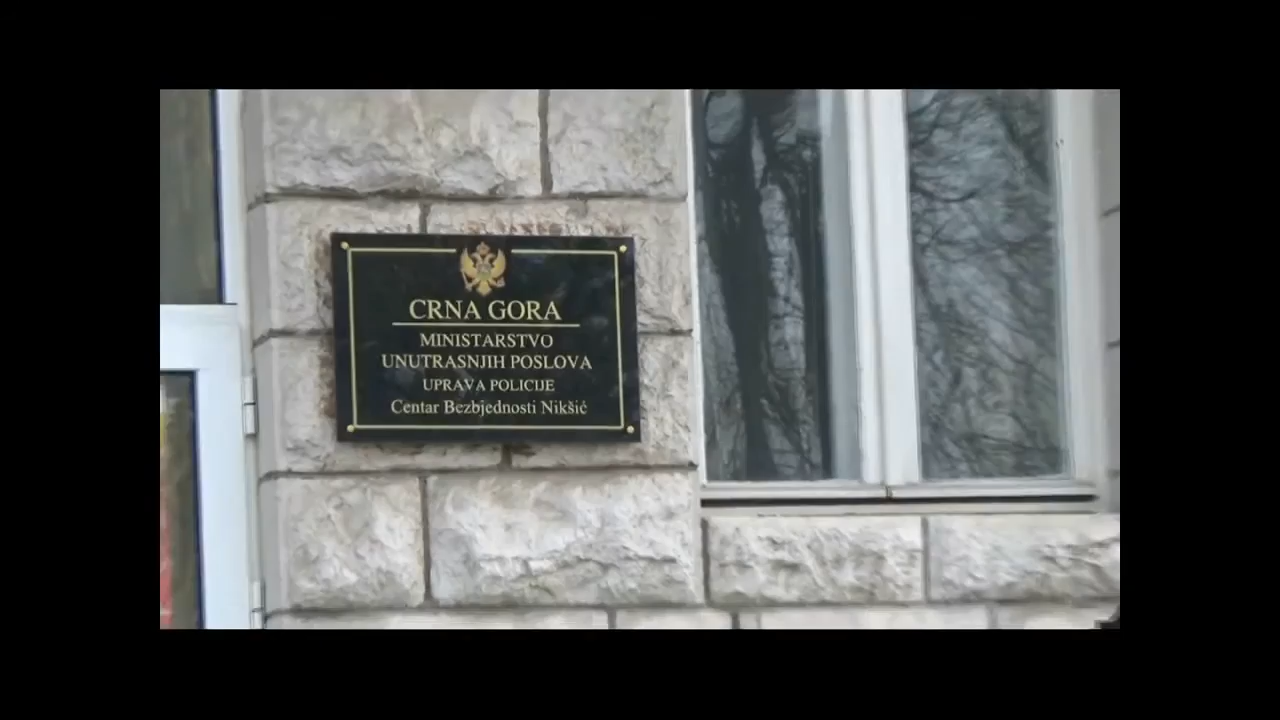 CRNA GORA
MINISTARSTVO
UNUTRASNJIH POSLOVA
UPRAVA POLICIJE
Centar Bezbjednosti Nikšić